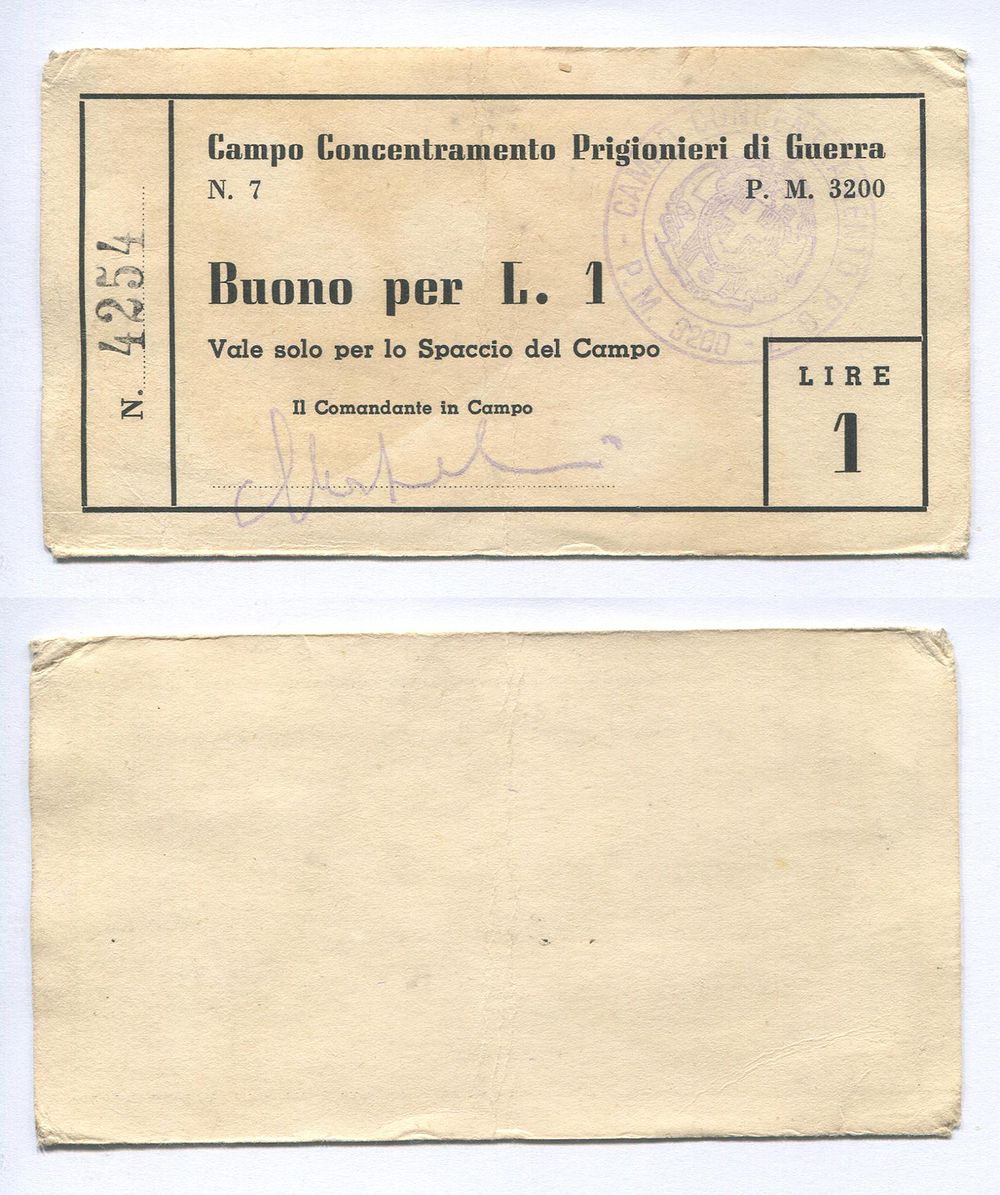 Campo Concentramento Prigionieri di Guerra
N. 7 P. M. 3200
Buono per L. 1
Vale solo per lo Spaccio del Campo
Il Comandante in Campo
LIRE
1
N. 4254
CAMPO P. M. 3200